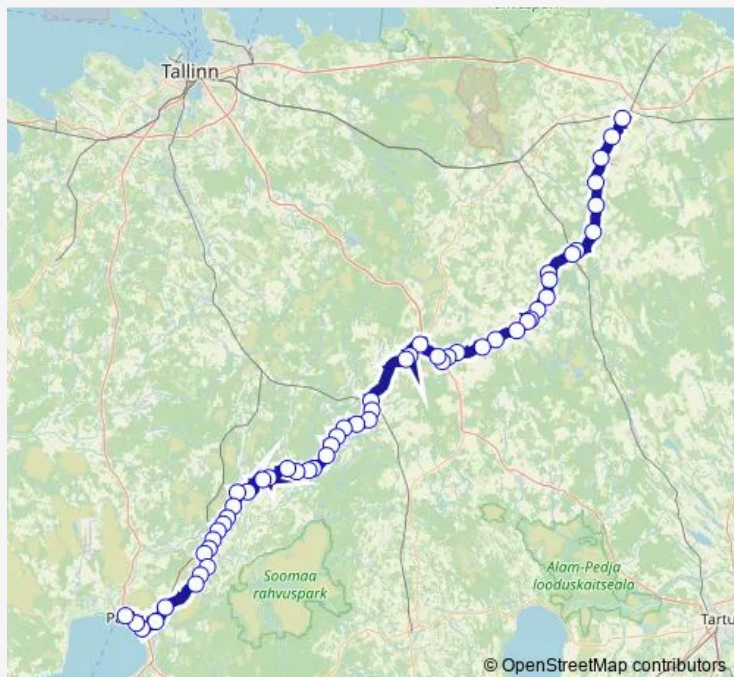 Tallinn
Soomaa
rahvuspark
Alam-Pedja
looduskaitseala
Tartu
© OpenStreetMap contributors